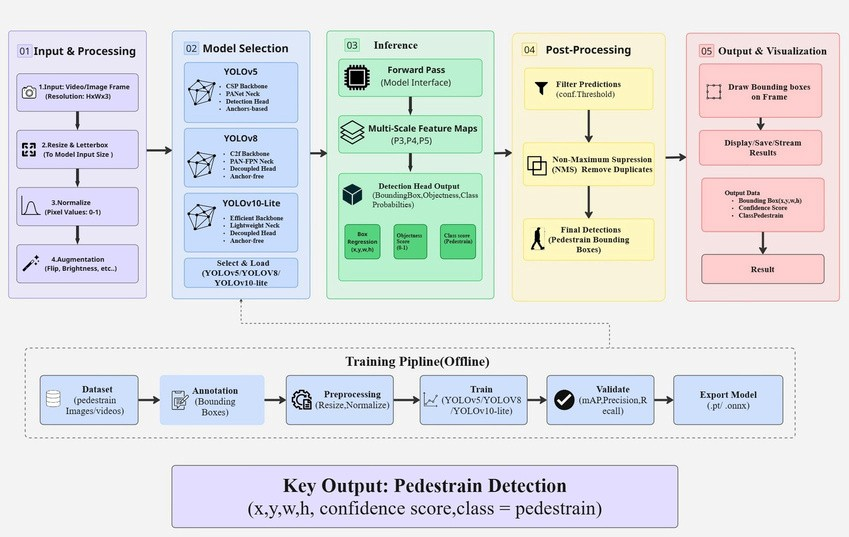 01 Input & Processing
1.Input: Video/Image Frame
(Resolution: HxWx3)
2.Resize & Letterbox
(To Model Input Size )
3.Normalize
(Pixel Values: 0-1)
4.Augmentation
(Flip, Brightness, etc..)
02 Model Selection
YOLOv5
• CSP Backbone
• PANet Neck
• Detection Head
• Anchors-based
YOLOv8
• C2f Backbone
• PAN-FPN Neck
• Decoupled Head
• Anchor-free
YOLOv10-Lite
• Efficient Backbone
• Lightweight Neck
• Decoupled Head
• Anchor-free
Select & Load
(YOLOv5/YOLOV8/
YOLOv10-lite
03 Inference
Forward Pass
(Model Interface)
Multi-Scale Feature Maps
(P3,P4,P5)
Detection Head Output
(BoundingBox,Objectness,Class
Probabilties)
Box
Regression
(x,y,w,h)
Objectness
Score
(0-1)
Class score
(Pedestrain)
04 Post-Processing
Filter Predictions
(conf.Threshold)
Non-Maximum Supression
(NMS) Remove Duplicates
Final Detections
(Pedestrain Bounding
Boxes)
05 Output & Visualization
Draw Bounding boxes
on Frame
Display/Save/Stream
Results
Output Data
• Bounding Box(x,y,w,h)
• Confidence Score
• ClassPedestrain
Result
Training Pipline(Offline)
Dataset
(pedestrain
Images/videos)
Annotation
(Bounding
Boxes)
Preprocessing
(Resize,Normalize)
Train
(YOLOv5/YOLOV8
/YOLOv10-lite)
Validate
(mAP,Precision,R
ecall)
Export Model
(.pt/ .onnx)
Key Output: Pedestrain Detection
(x,y,w,h, confidence score,class = pedestrain)